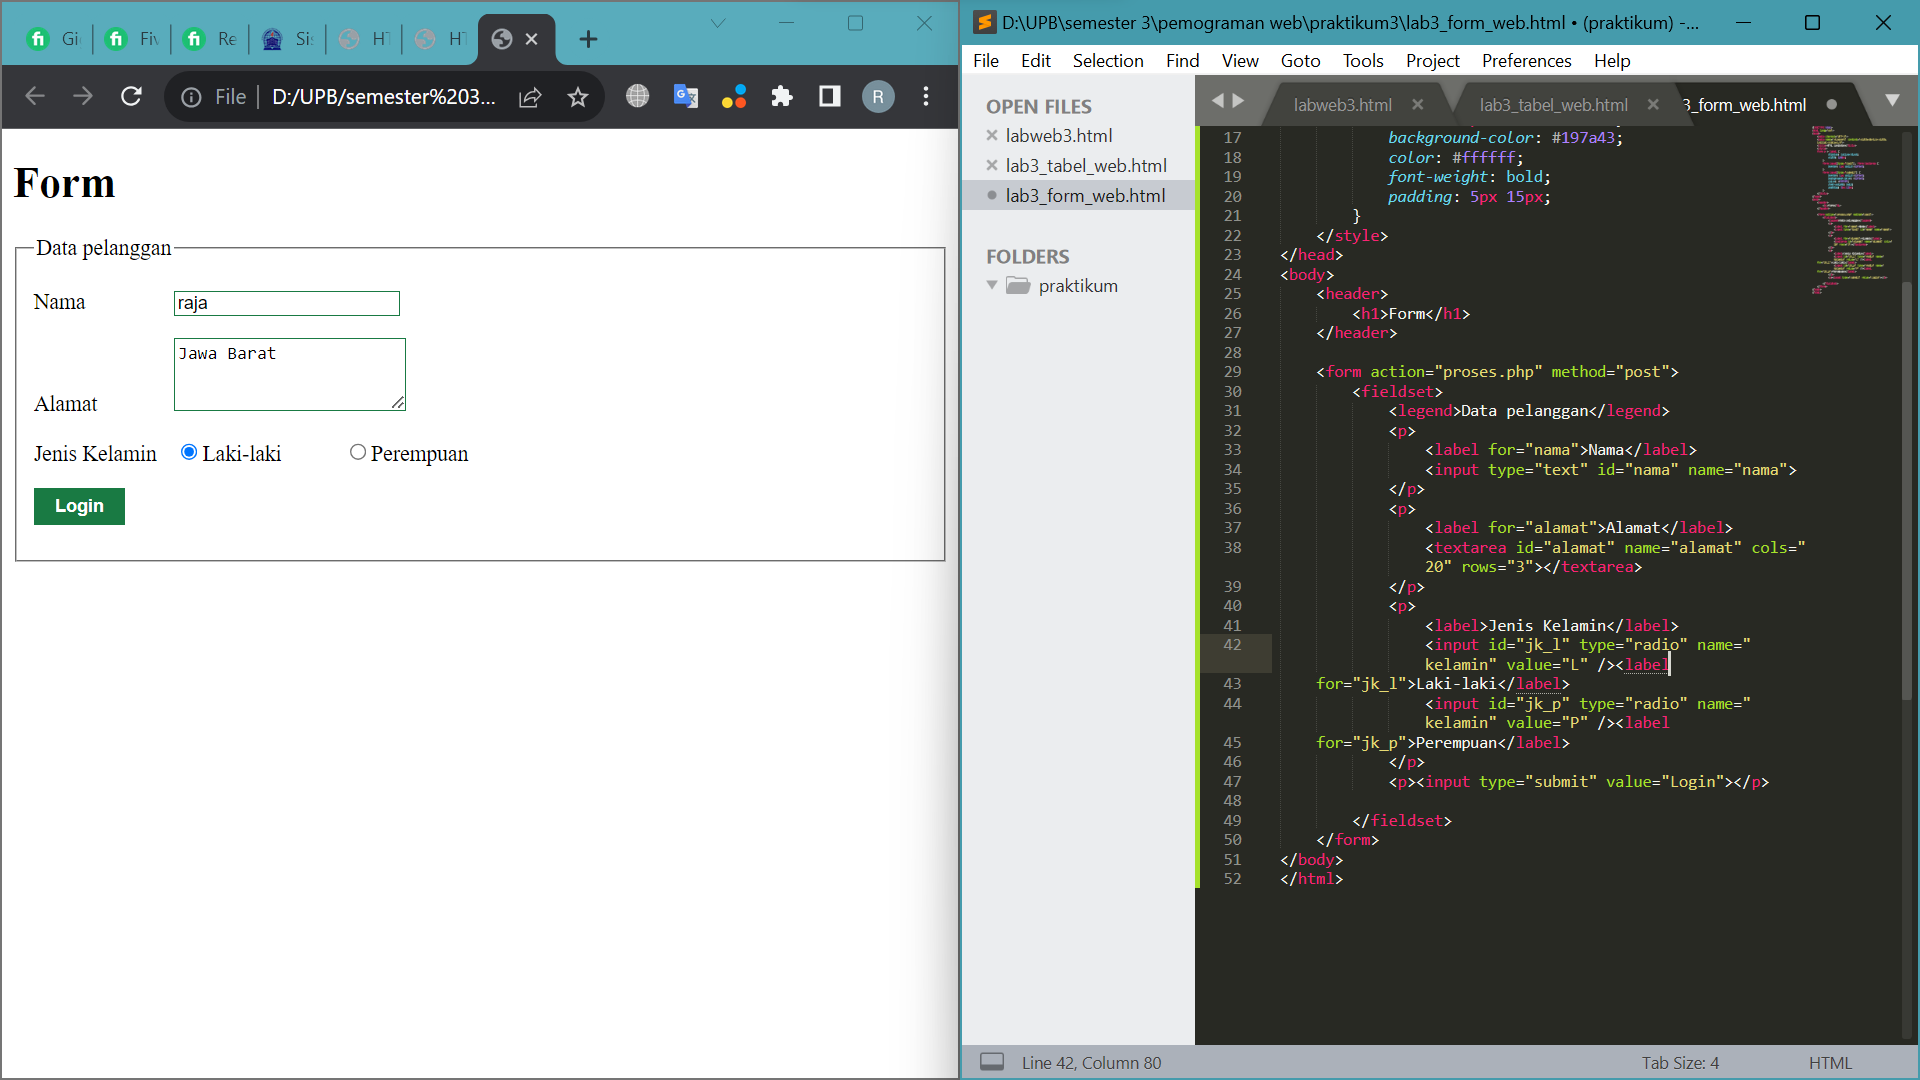 Gi
Fiv
Re
Sis
HT
HT
File
D:/UPB/semester%203...
R
Form
Data pelanggan
Nama
raja
Jawa Barat
Alamat
Jenis Kelamin
Laki-laki
Perempuan
Login
D:\UPB\semester 3\pemograman web\praktikum3\lab3_form_web.html • (praktikum) -...
File Edit Selection Find View Goto Tools Project Preferences Help
OPEN FILES
labweb3.html
lab3_tabel_web.html
lab3_form_web.html
FOLDERS
praktikum
labweb3.html
lab3_tabel_web.html
3_form_web.html
17 background-color: #197a43;
18 color: #ffffff;
19 font-weight: bold;
20 padding: 5px 15px;
21 }
22 </style>
23 </head>
24 <body>
25 <header>
26 <h1>Form</h1>
27 </header>
28
29 <form action="proses.php" method="post">
30 <fieldset>
31 <legend>Data pelanggan</legend>
32 <p>
33 <label for="nama">Nama</label>
34 <input type="text" id="nama" name="nama">
35 </p>
36 <p>
37 <label for="alamat">Alamat</label>
38 <textarea id="alamat" name="alamat" cols="
20" rows="3"></textarea>
39 </p>
40 <p>
41 <label>Jenis Kelamin</label>
42 <input id="jk_l" type="radio" name="
kelamin" value="L" /><label
43 for="jk_l">Laki-laki</label>
44 <input id="jk_p" type="radio" name="
kelamin" value="P" /><label
45 for="jk_p">Perempuan</label>
46 </p>
47 <p><input type="submit" value="Login"></p>
48
49 </fieldset>
50 </form>
51 </body>
52 </html>
Line 42, Column 80
Tab Size: 4
HTML